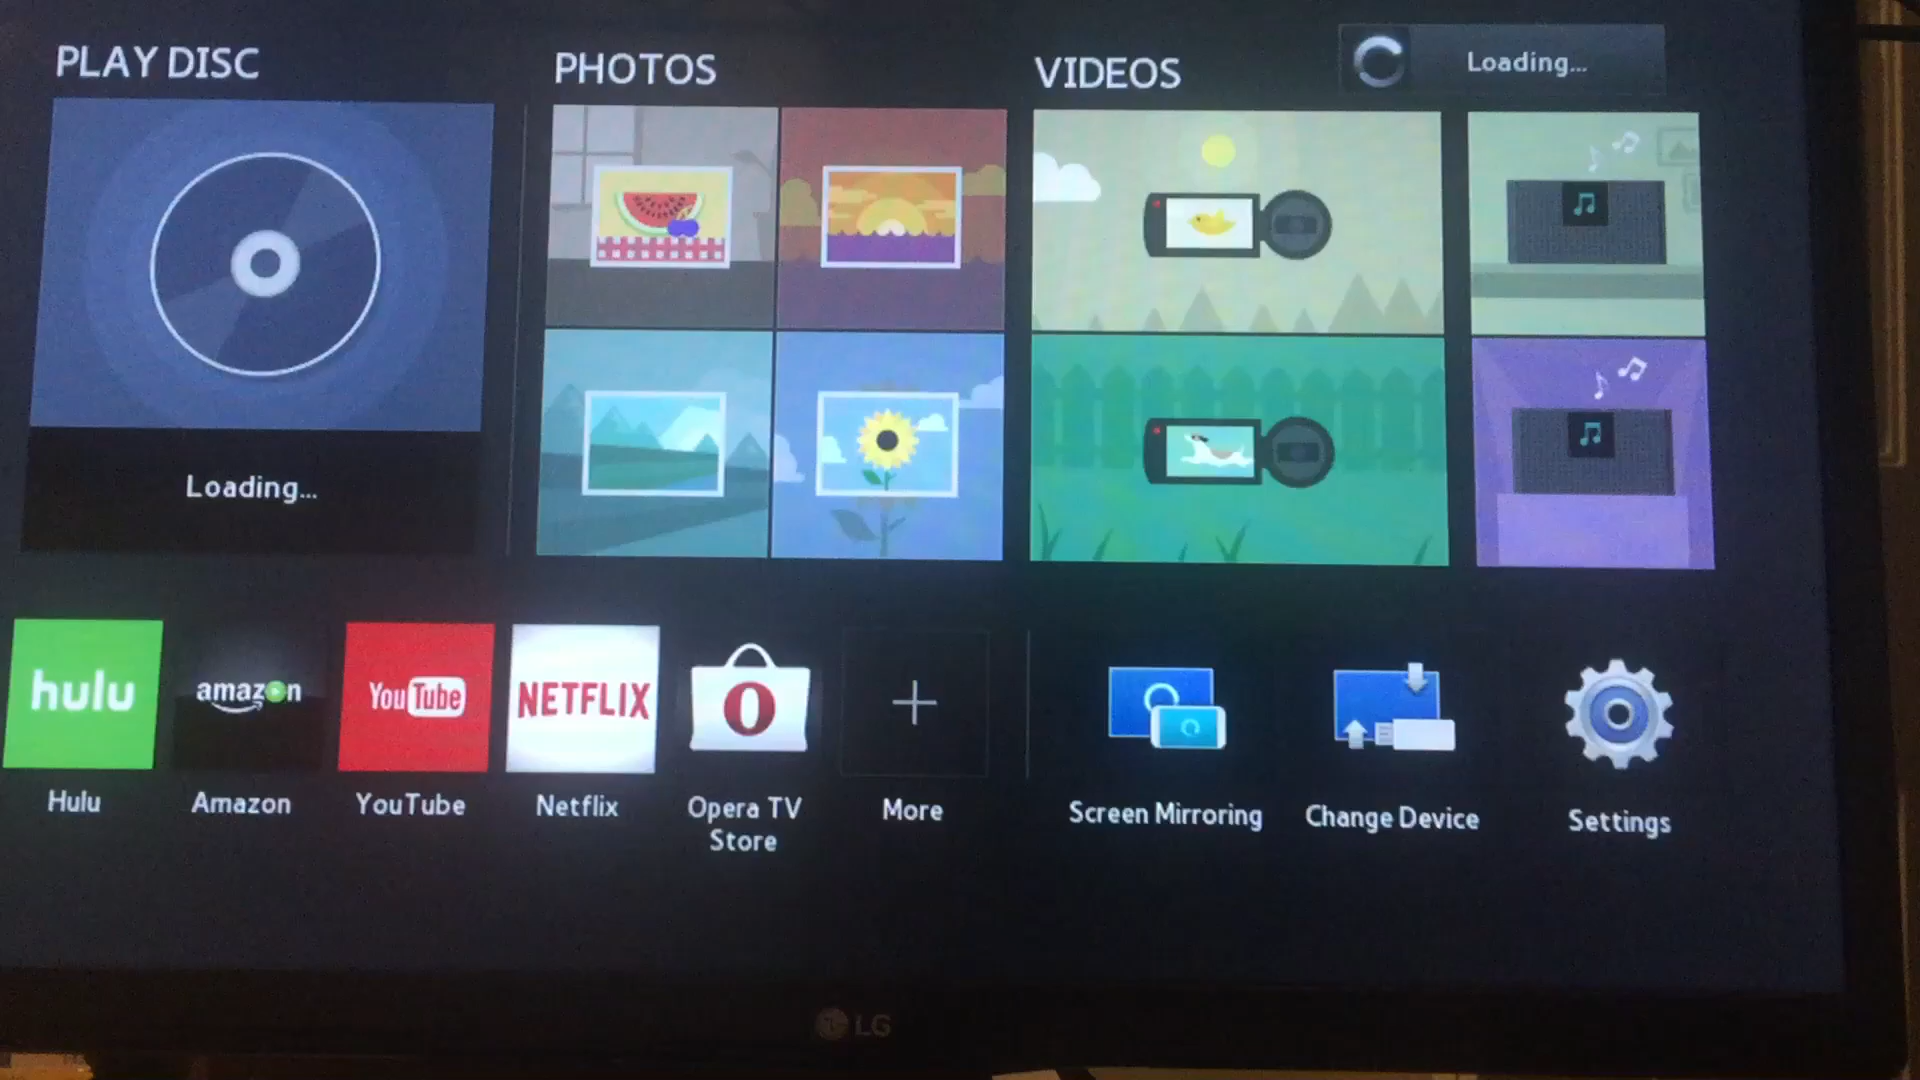 PLAY DISC
PHOTOS
VIDEOS
Loading...
Loading...
hulu
amazon
YouTube
NETFLIX
Hulu
Amazon
YouTube
Netflix
Opera TV
Store
More
Screen Mirroring
Change Device
Settings
LG